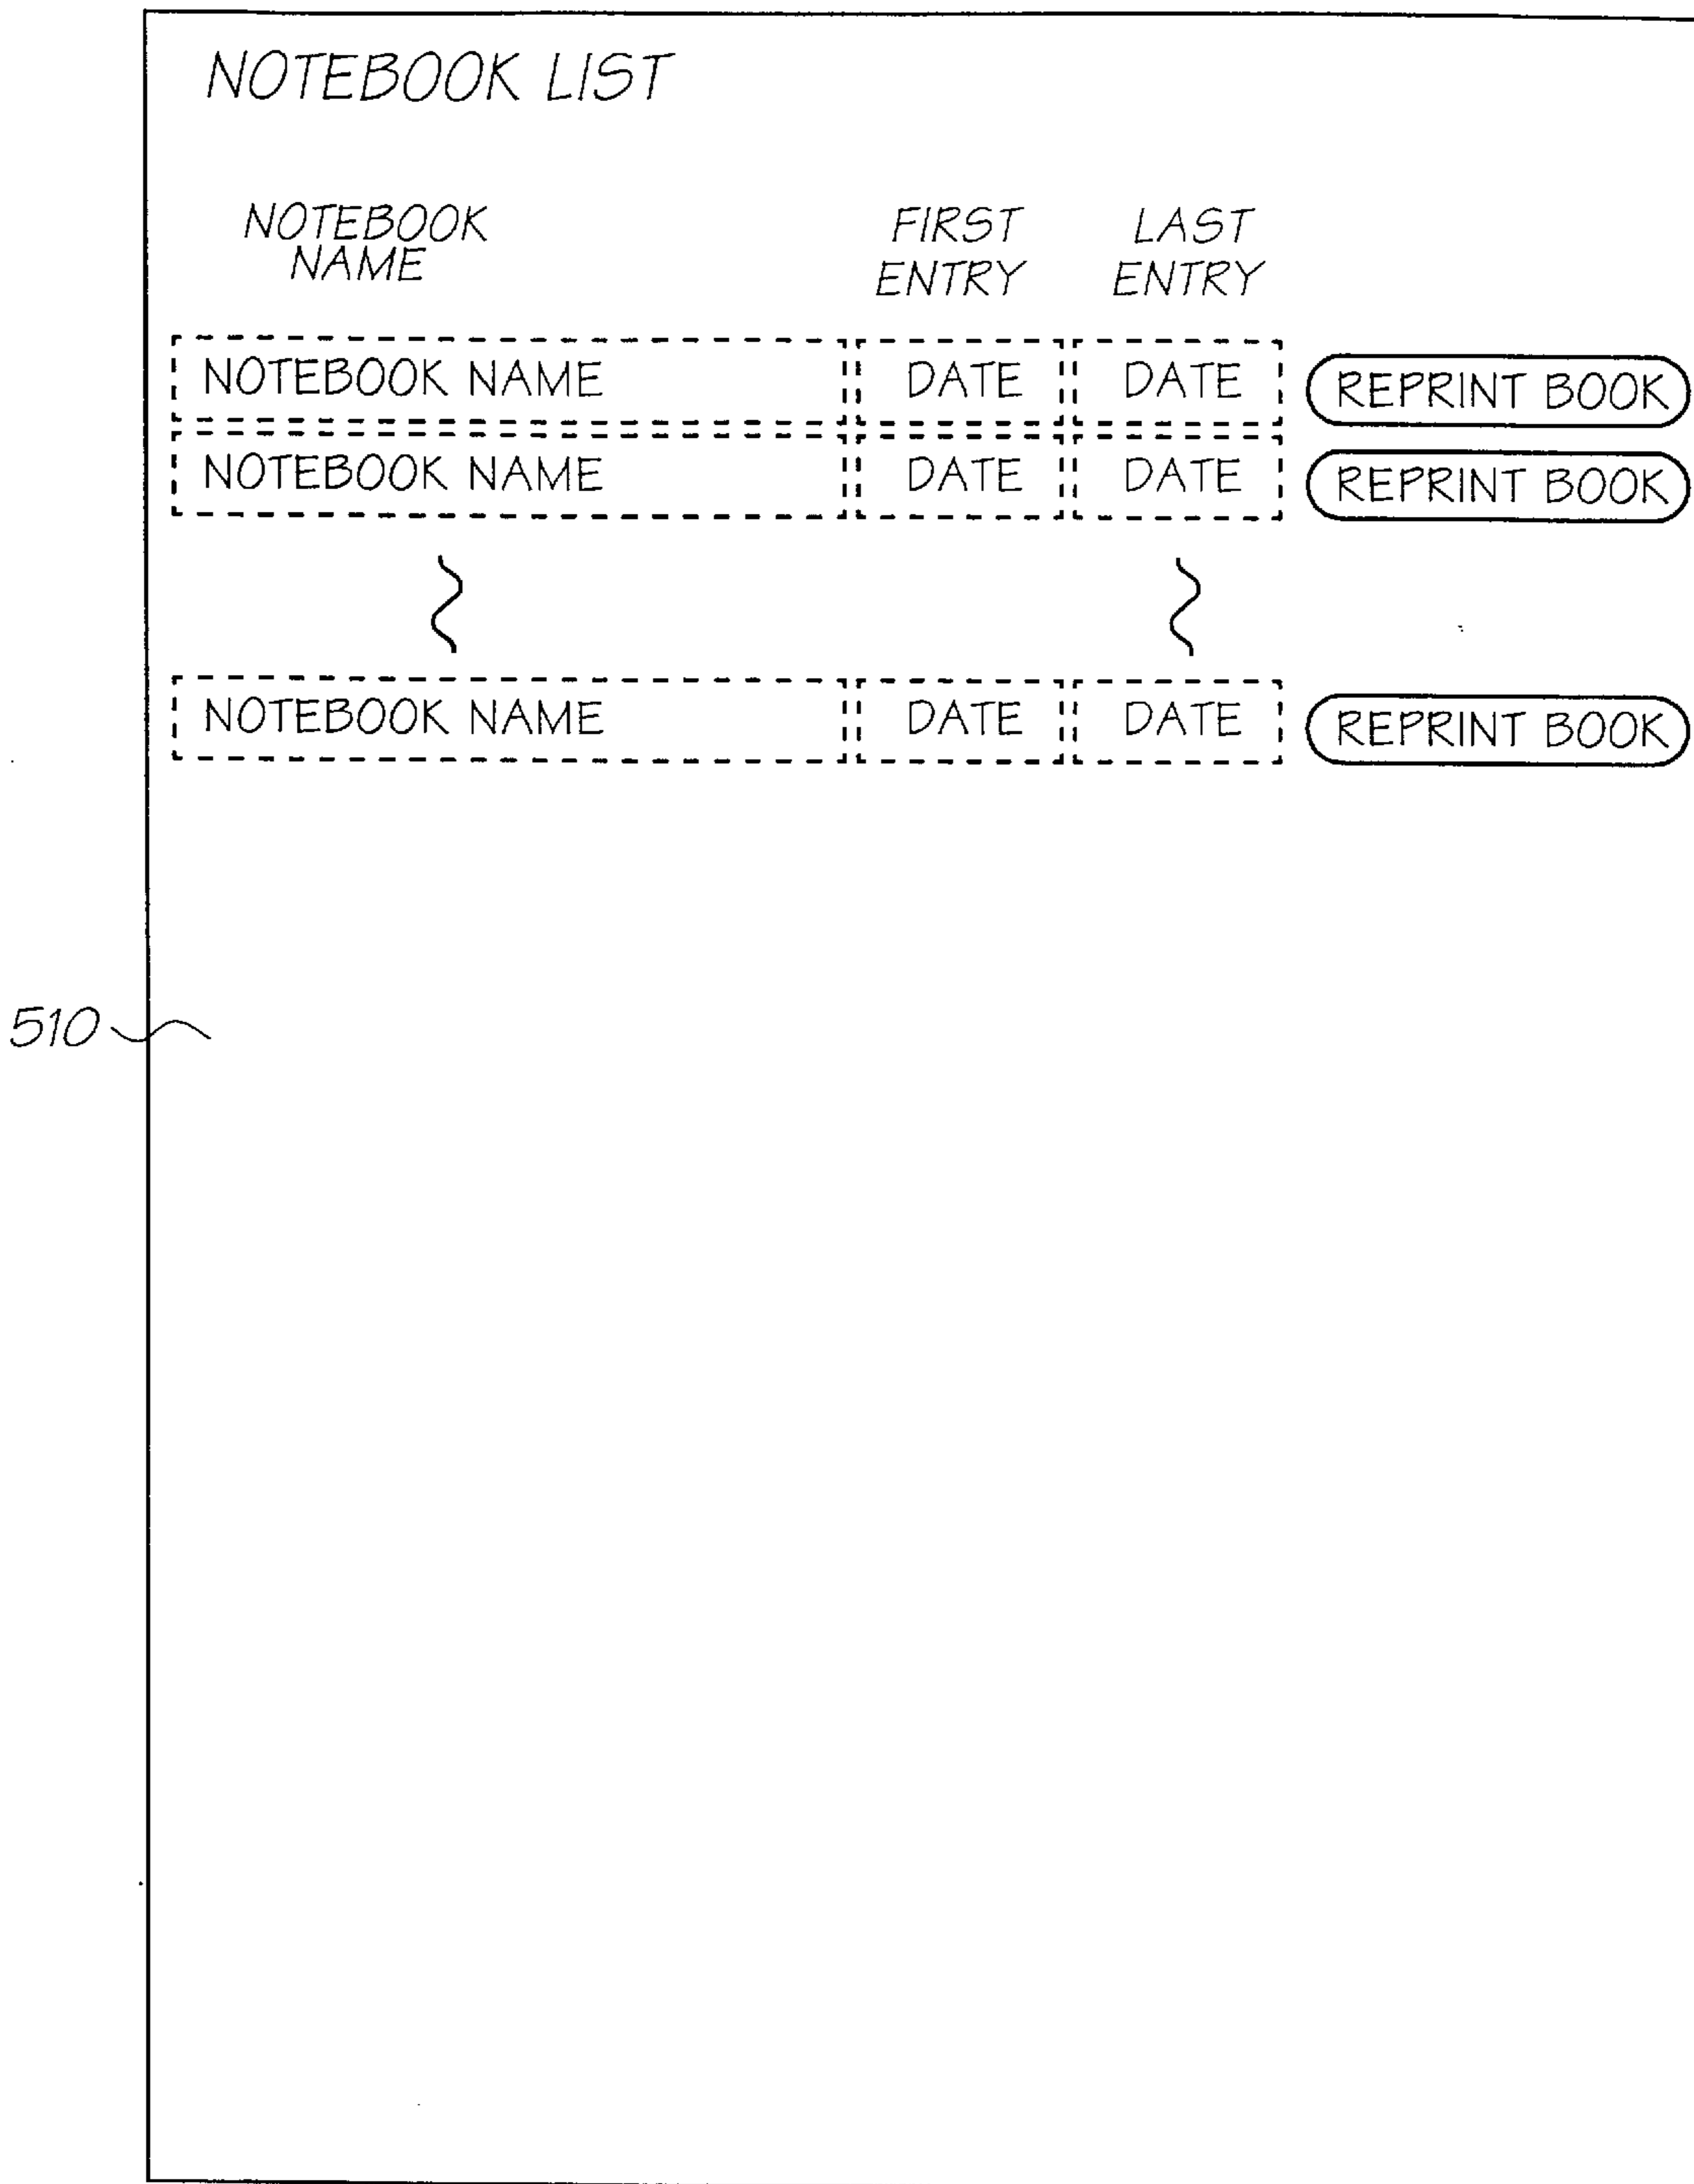 NOTEBOOK LIST
NOTEBOOK NAME FIRST ENTRY LAST ENTRY
NOTEBOOK NAME DATE DATE REPRINT BOOK
NOTEBOOK NAME DATE DATE REPRINT BOOK
NOTEBOOK NAME DATE DATE REPRINT BOOK
510